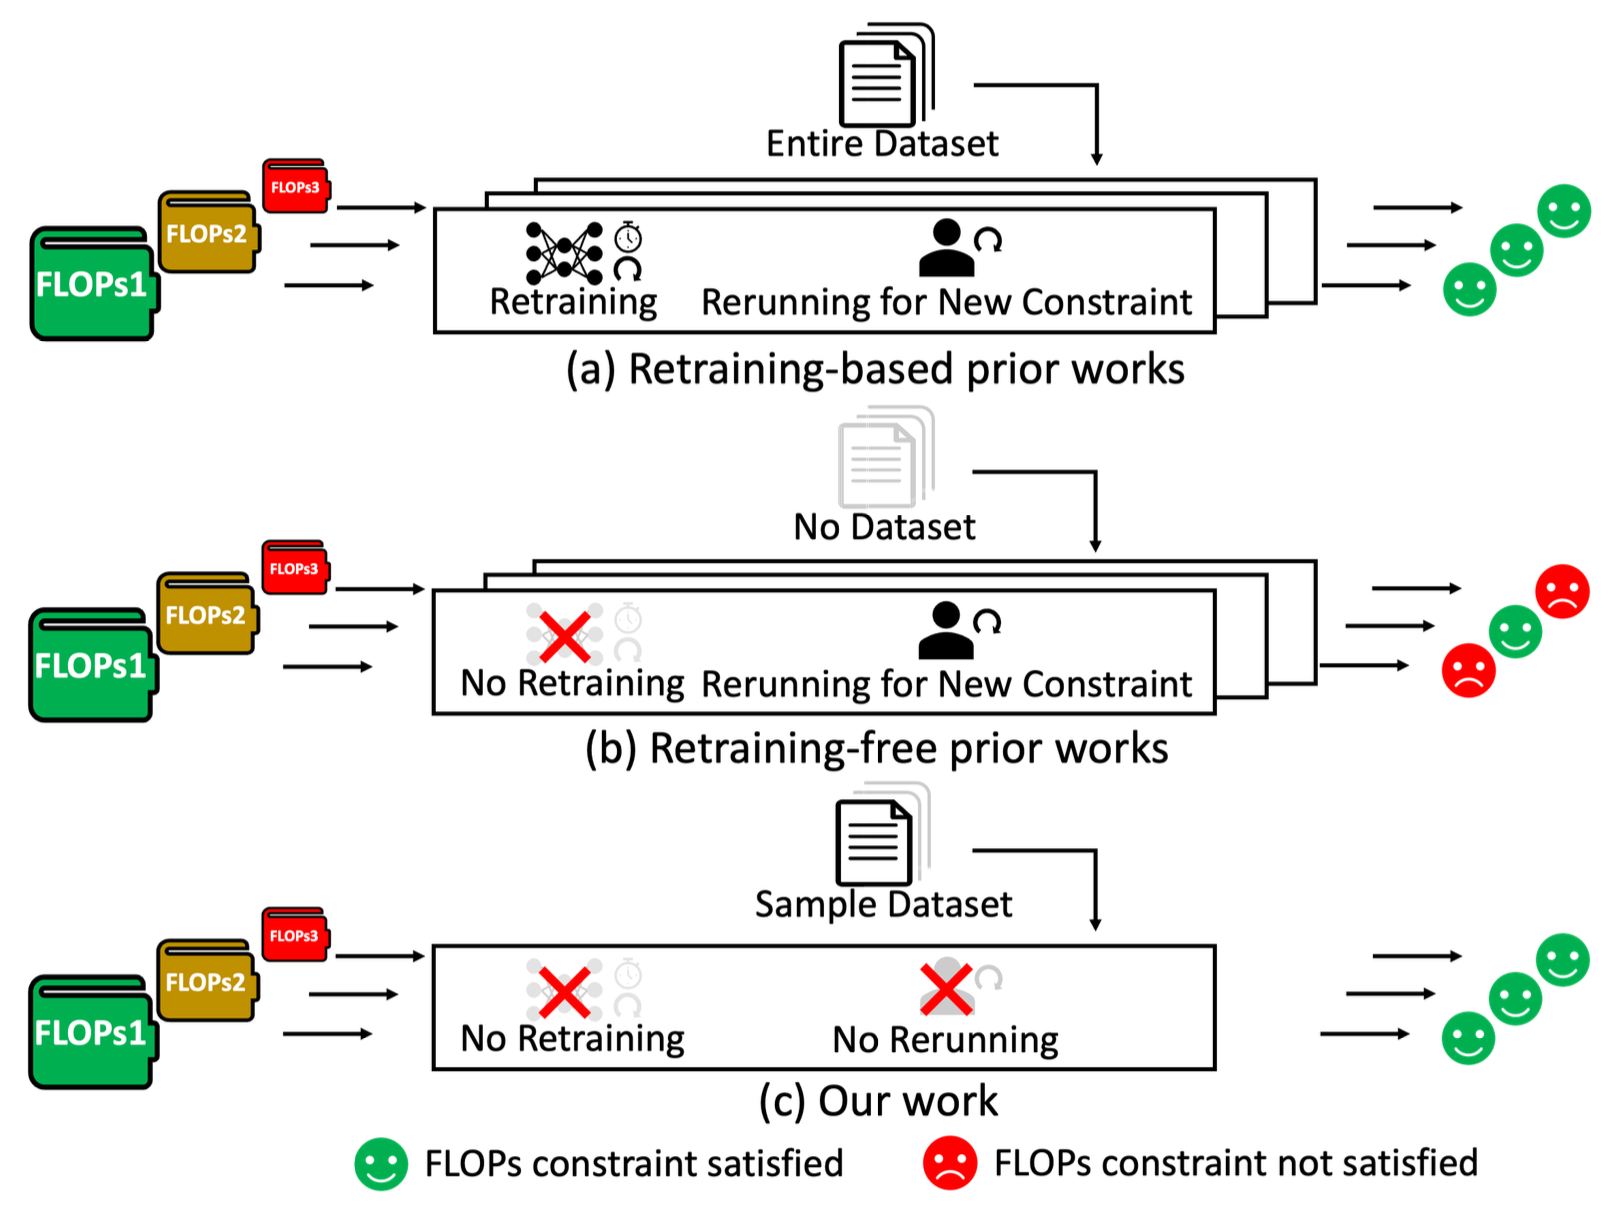 Entire Dataset
FLOPs3
FLOPs2
FLOPs1
Retraining
Rerunning for New Constraint
(a) Retraining-based prior works
No Dataset
FLOPs3
FLOPs2
FLOPs1
No Retraining
Rerunning for New Constraint
(b) Retraining-free prior works
Sample Dataset
FLOPs3
FLOPs2
FLOPs1
No Retraining
No Rerunning
(c) Our work
FLOPs constraint satisfied
FLOPs constraint not satisfied